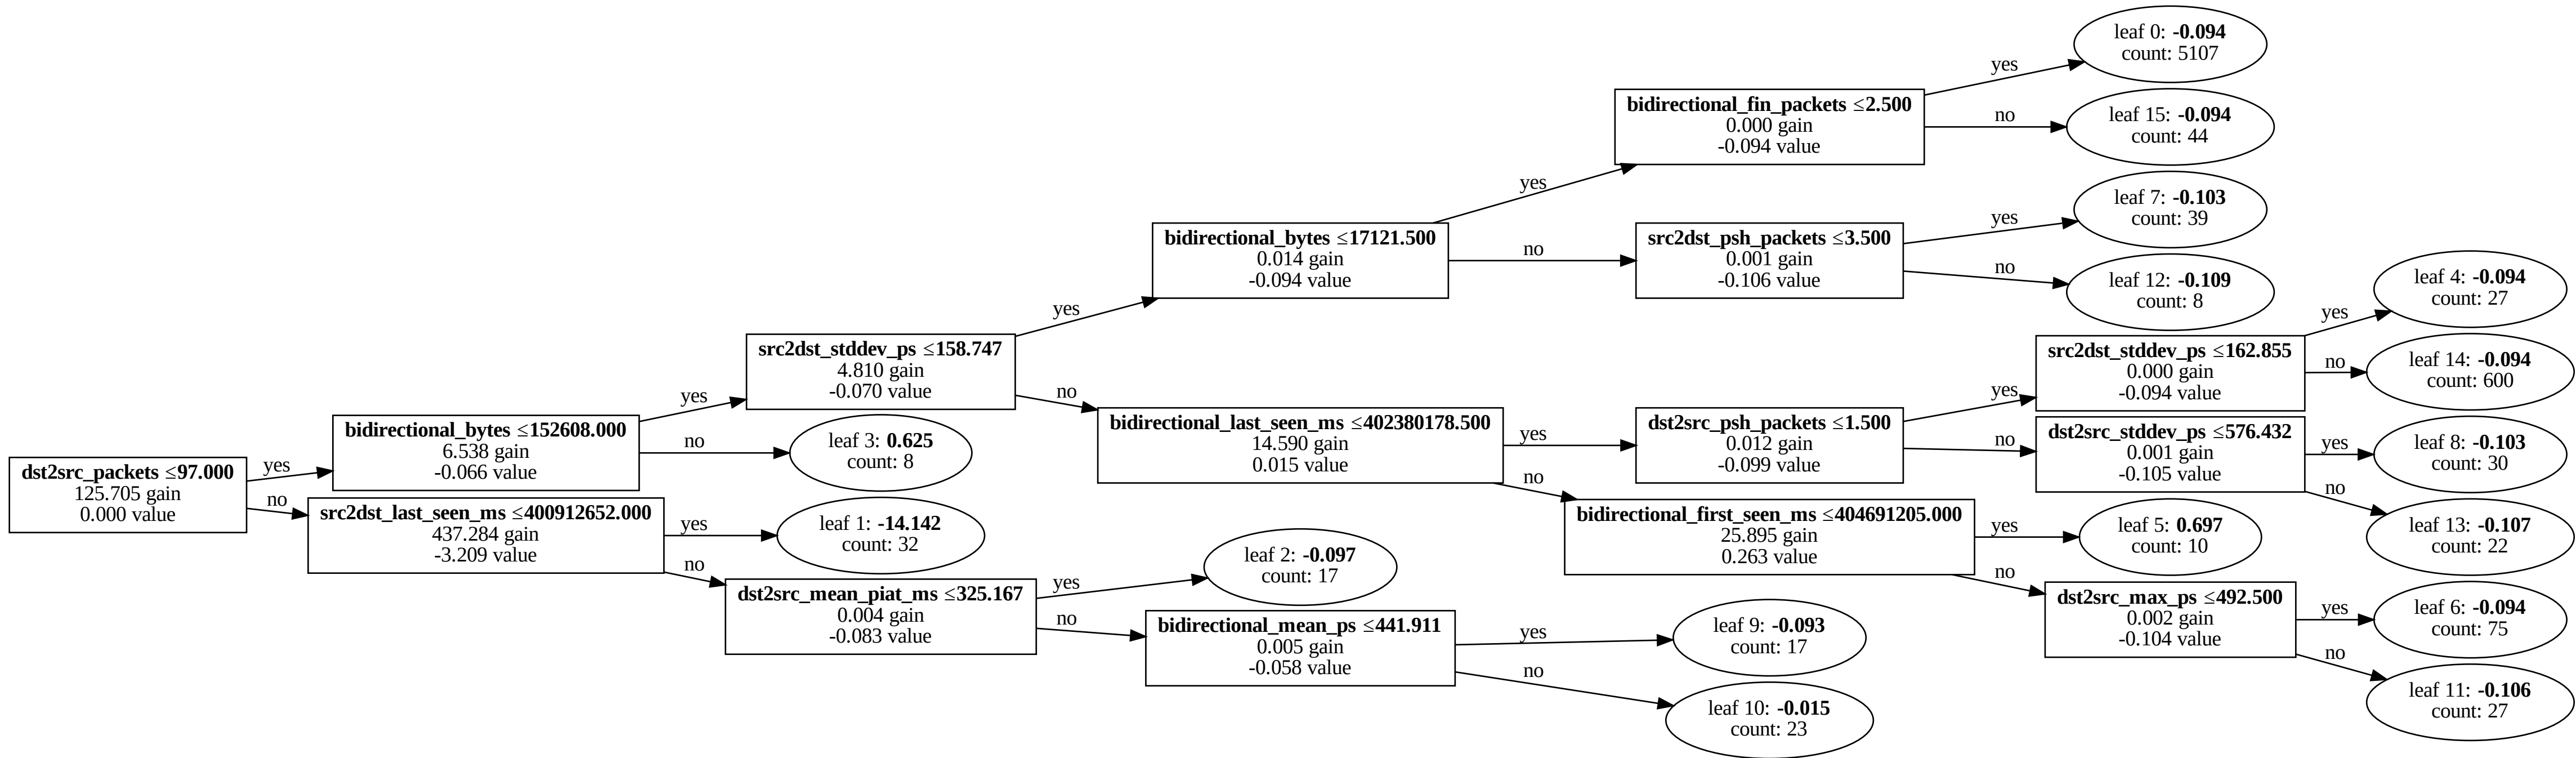 dst2src_packets ≤97.000
125.705 gain
0.000 value
yes
no
bidirectional_bytes ≤152608.000
6.538 gain
-0.066 value
yes
no
src2dst_last_seen_ms ≤400912652.000
437.284 gain
-3.209 value
yes
no
src2dst_stddev_ps ≤158.747
4.810 gain
-0.070 value
yes
no
leaf 3: 0.625
count: 8
leaf 1: -14.142
count: 32
dst2src_mean_piat_ms ≤325.167
0.004 gain
-0.083 value
yes
no
bidirectional_bytes ≤17121.500
0.014 gain
-0.094 value
yes
no
bidirectional_last_seen_ms ≤402380178.500
14.590 gain
0.015 value
yes
no
leaf 2: -0.097
count: 17
bidirectional_mean_ps ≤441.911
0.005 gain
-0.058 value
yes
no
bidirectional_fin_packets ≤2.500
0.000 gain
-0.094 value
yes
no
src2dst_psh_packets ≤3.500
0.001 gain
-0.106 value
yes
no
dst2src_psh_packets ≤1.500
0.012 gain
-0.099 value
yes
no
bidirectional_first_seen_ms ≤404691205.000
25.895 gain
0.263 value
yes
no
leaf 9: -0.093
count: 17
leaf 10: -0.015
count: 23
leaf 0: -0.094
count: 5107
leaf 15: -0.094
count: 44
leaf 7: -0.103
count: 39
leaf 12: -0.109
count: 8
src2dst_stddev_ps ≤162.855
0.000 gain
-0.094 value
yes
no
dst2src_stddev_ps ≤576.432
0.001 gain
-0.105 value
yes
no
leaf 5: 0.697
count: 10
dst2src_max_ps ≤492.500
0.002 gain
-0.104 value
yes
no
leaf 4: -0.094
count: 27
leaf 14: -0.094
count: 600
leaf 8: -0.103
count: 30
leaf 13: -0.107
count: 22
leaf 6: -0.094
count: 75
leaf 11: -0.106
count: 27